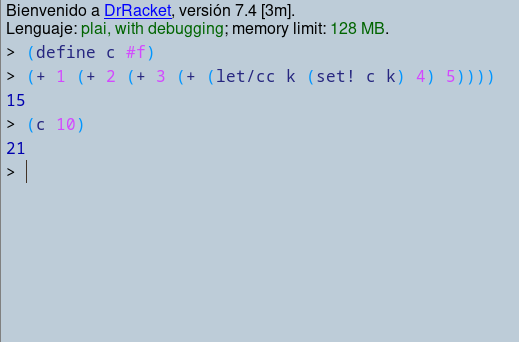 Bienvenido a DrRacket, versión 7.4 [3m].
Lenguaje: plai, with debugging; memory limit: 128 MB.
> (define c #f)
> (+ 1 (+ 2 (+ 3 (+ (let/cc k (set! c k) 4) 5))))
15
> (c 10)
21
>